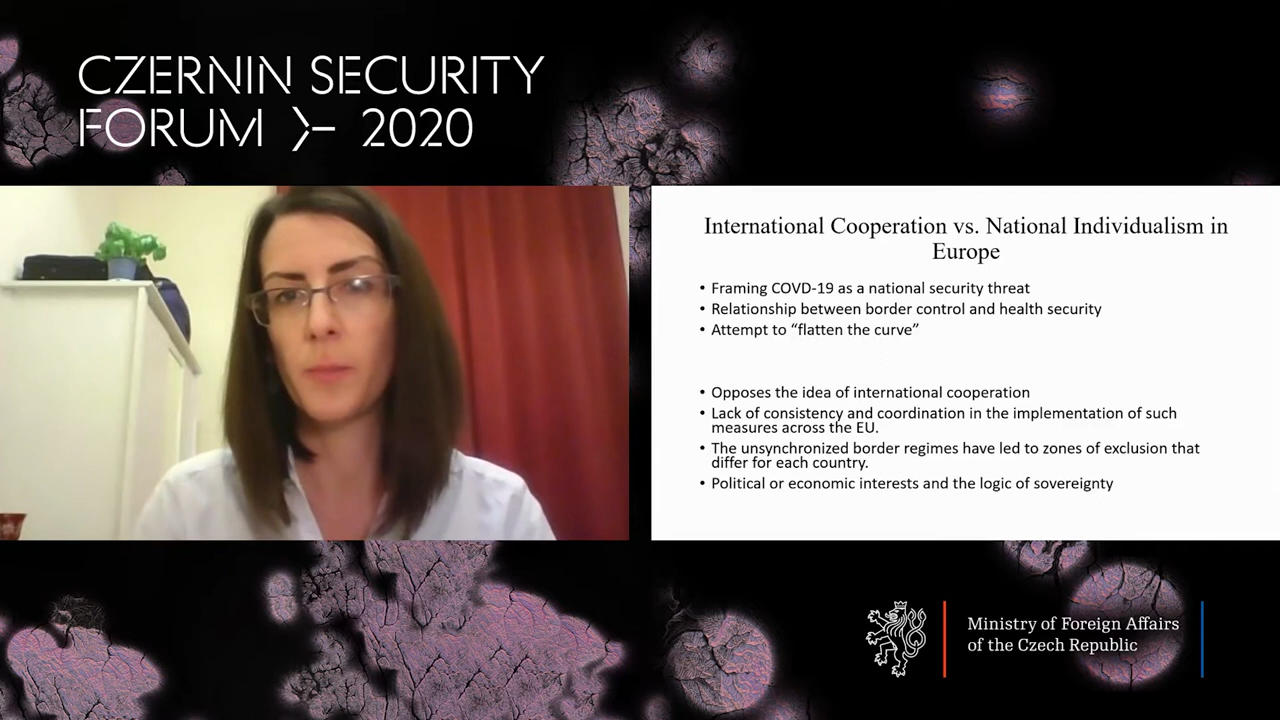 CZERNIN SECURITY
FORUM >– 2020
International Cooperation vs. National Individualism in
Europe
• Framing COVD-19 as a national security threat
• Relationship between border control and health security
• Attempt to “flatten the curve”
• Opposes the idea of international cooperation
• Lack of consistency and coordination in the implementation of such
measures across the EU.
• The unsynchronized border regimes have led to zones of exclusion that
differ for each country.
• Political or economic interests and the logic of sovereignty
Ministry of Foreign Affairs
of the Czech Republic